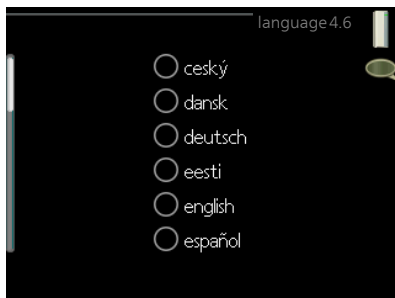 language 4.6
ceský
dansk
deutsch
eesti
english
español